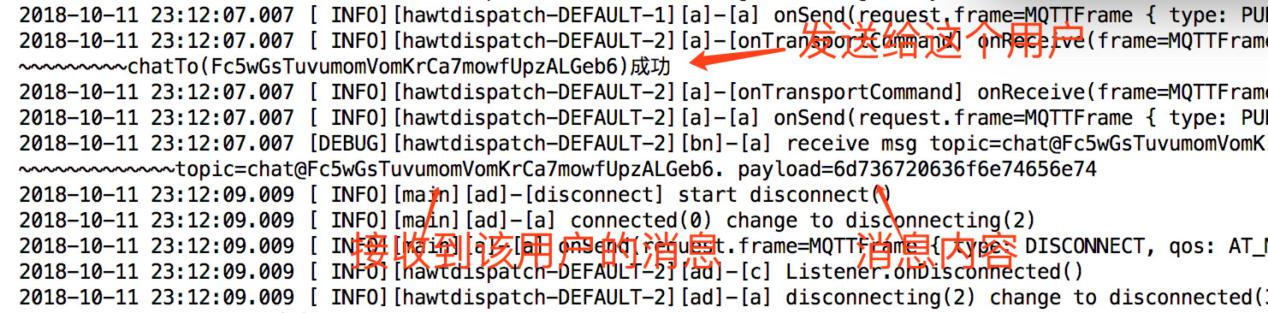 2018-10-11 23:12:07.007 [ INFO][hawtdispatch-DEFAULT-1][a]-[a] onSend(request.frame=MQTTFrame { type: PU
2018-10-11 23:12:07.007 [ INFO][hawtdispatch-DEFAULT-2][a]-[onTransportCommand] onReceive(frame=MQTTFrame
发送给这个用户
~~~~~~~~~chatTo(Fc5wGsTuvumomVomKrCa7mowfUpzALGeb6)成功
2018-10-11 23:12:07.007 [ INFO][hawtdispatch-DEFAULT-2][a]-[onTransportCommand] onReceive(frame=MQTTFrame
2018-10-11 23:12:07.007 [ INFO][hawtdispatch-DEFAULT-2][a]-[a] onSend(request.frame=MQTTFrame { type: PU
2018-10-11 23:12:07.007 [DEBUG][hawtdispatch-DEFAULT-2][bn]-[a] receive msg topic=chat@Fc5wGsTuvumomVomK
~~~~~~~~~~~~~topic=chat@Fc5wGsTuvumomVomKrCa7mowfUpzALGeb6. payload=6d736720636f6e74656e74
2018-10-11 23:12:09.009 [ INFO][main][ad]-[disconnect] start disconnect()
2018-10-11 23:12:09.009 [ INFO][main][ad]-[a] connected(0) change to disconnecting(2)
2018-10-11 23:12:09.009 [ INFO][main][a]-[a] onSend(request.frame=MQTTFrame { type: DISCONNECT, qos: AT_M
接收到该用户的消息
消息内容
2018-10-11 23:12:09.009 [ INFO][hawtdispatch-DEFAULT-2][ad]-[c] Listener.onDisconnected()
2018-10-11 23:12:09.009 [ INFO][hawtdispatch-DEFAULT-2][ad]-[a] disconnecting(2) change to disconnected(